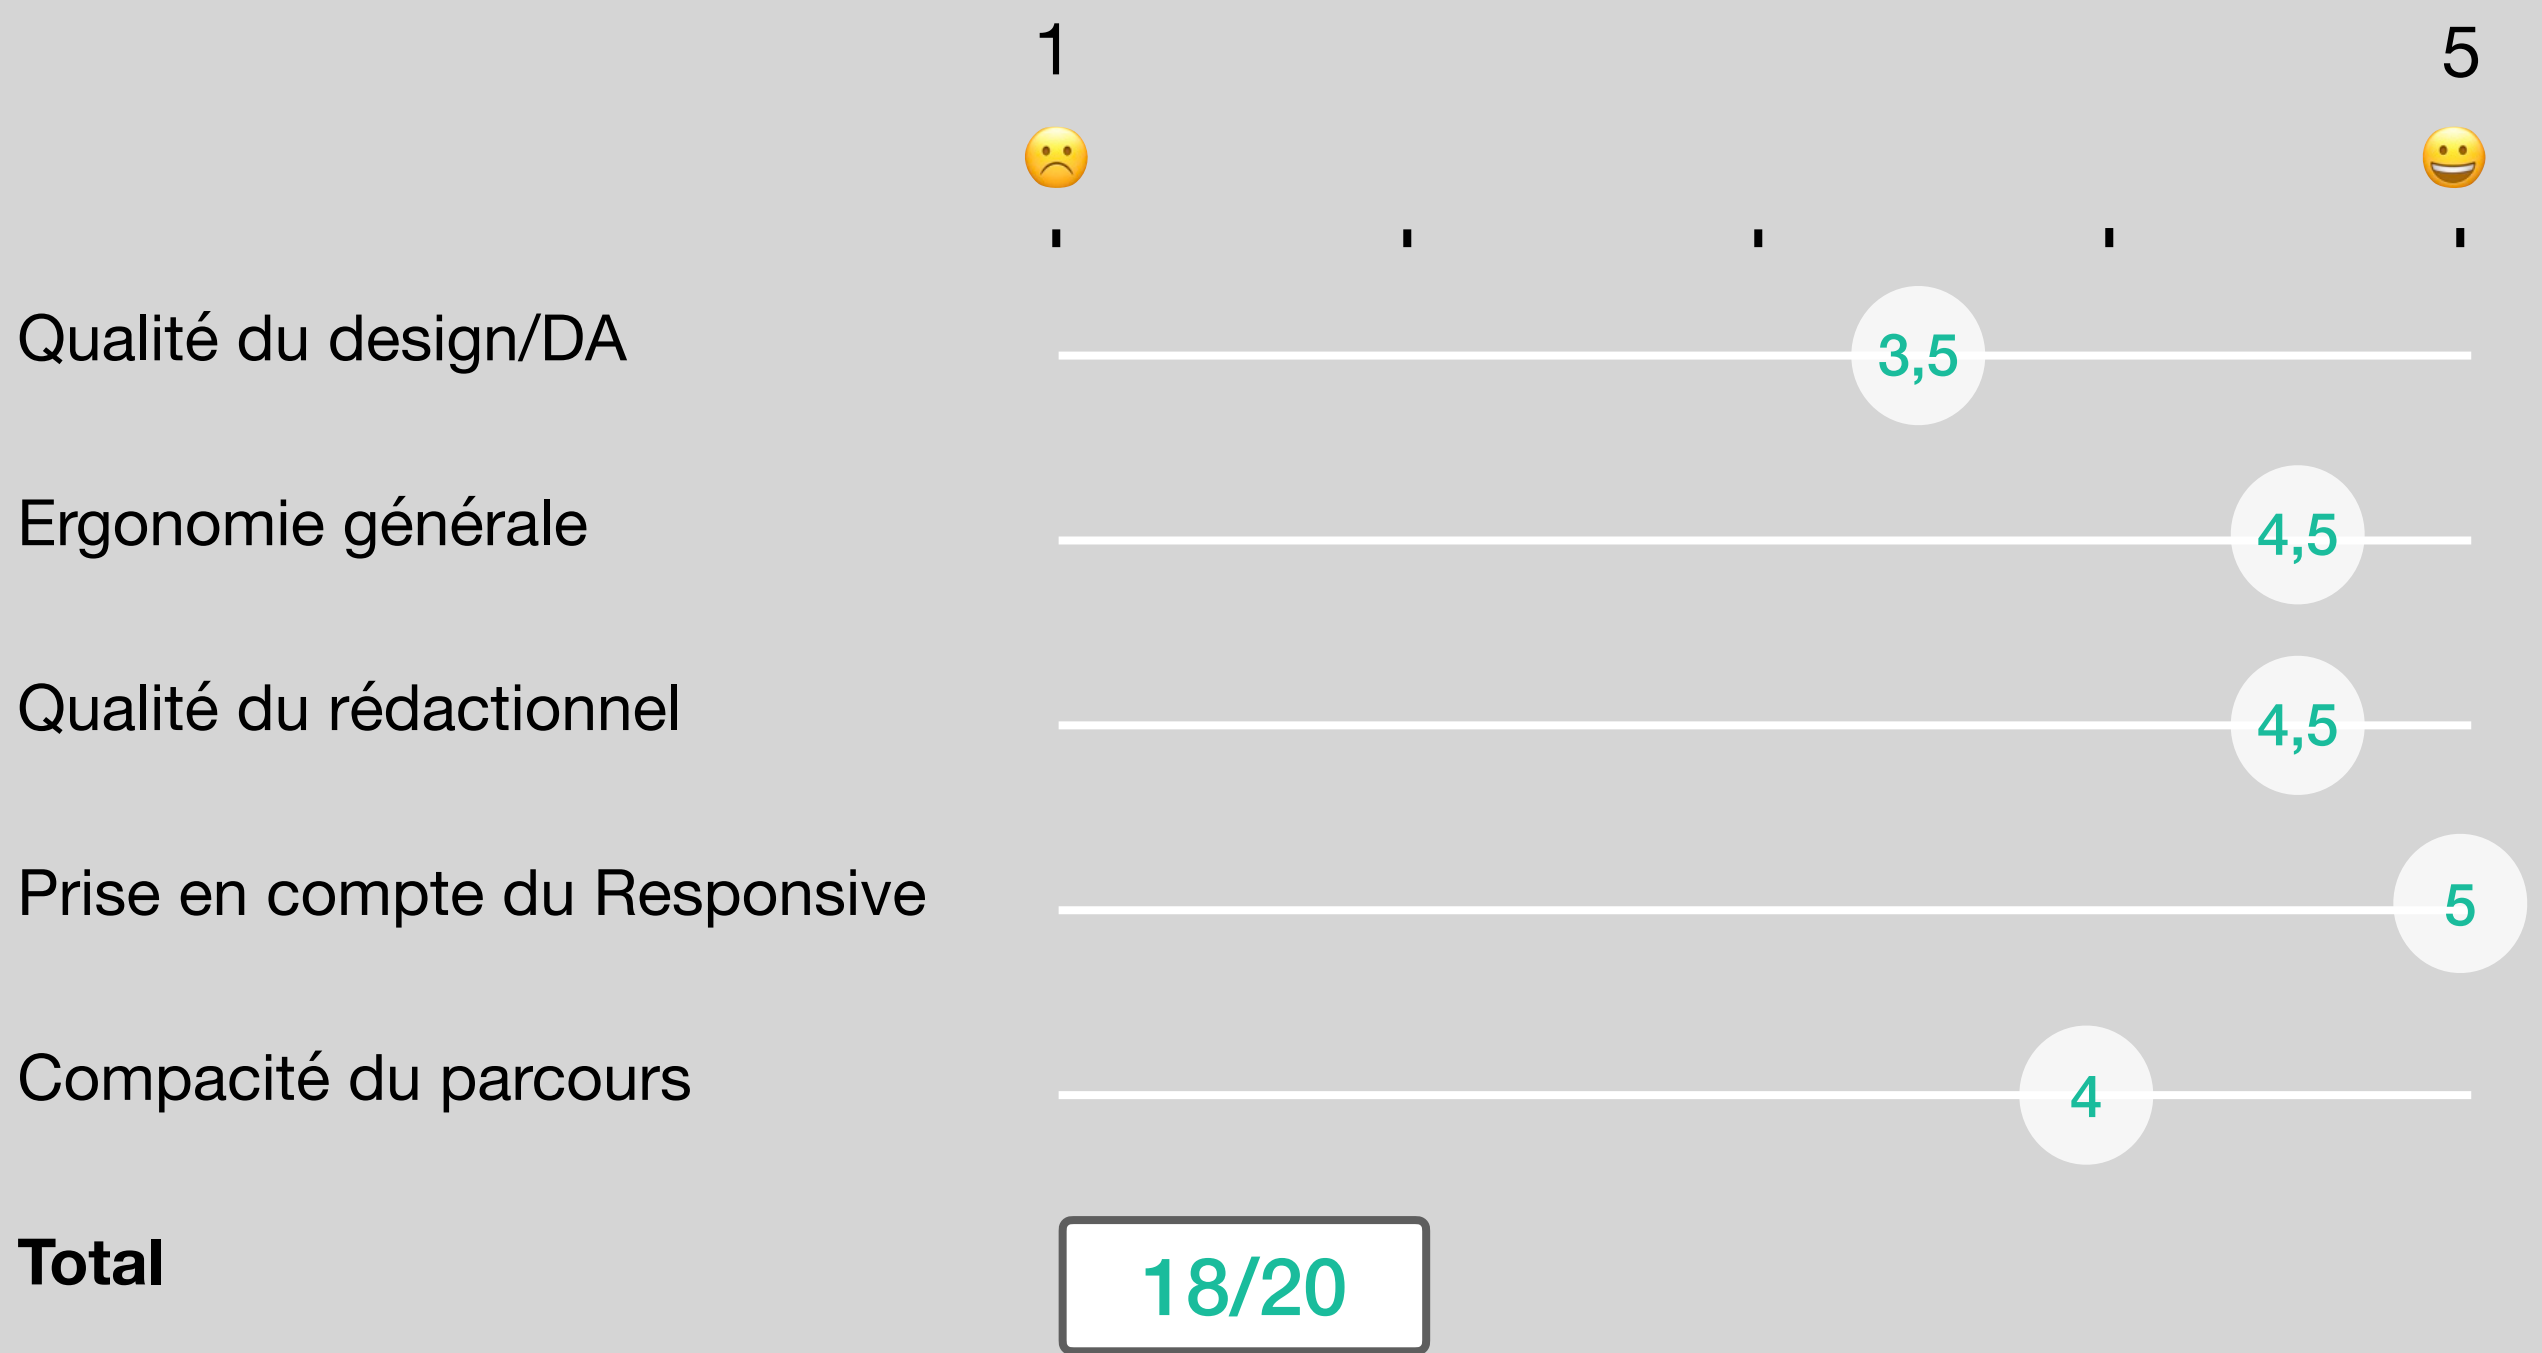 1 5
Qualité du design/DA 3,5
Ergonomie générale 4,5
Qualité du rédactionnel 4,5
Prise en compte du Responsive 5
Compacité du parcours 4
Total 18/20